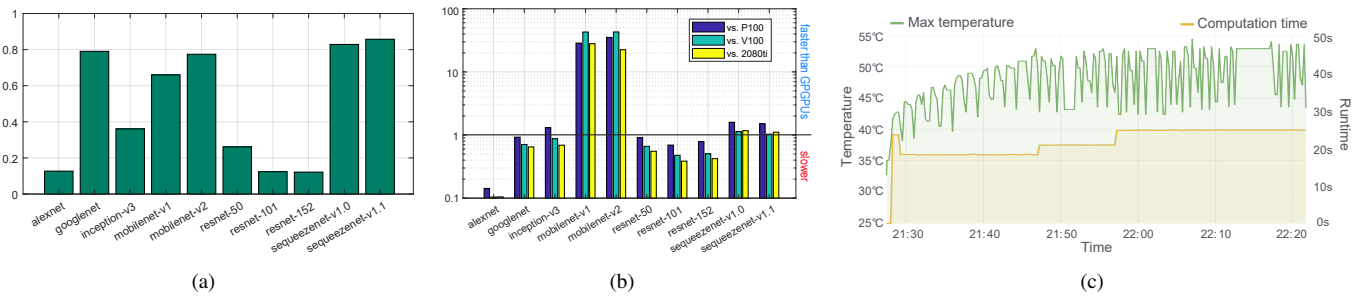 1
0.8
0.6
0.4
0.2
0
alexnet
googlenet
inception-v3
mobilenet-v1
mobilenet-v2
resnet-50
resnet-101
resnet-152
sequeezenet-v1.0
sequeezenet-v1.1
(a)
100
10
1
0.1
vs. P100
vs. V100
vs. 2080ti
faster than GPGPUs
slower
alexnet
googlenet
inception-v3
mobilenet-v1
mobilenet-v2
resnet-50
resnet-101
resnet-152
sequeezenet-v1.0
sequeezenet-v1.1
(b)
Max temperature
Computation time
55℃
50℃
45℃
40℃
35℃
30℃
25℃
Temperature
50s
40s
30s
20s
10s
0s
Runtime
21:30
21:40
21:50
22:00
22:10
22:20
Time
(c)